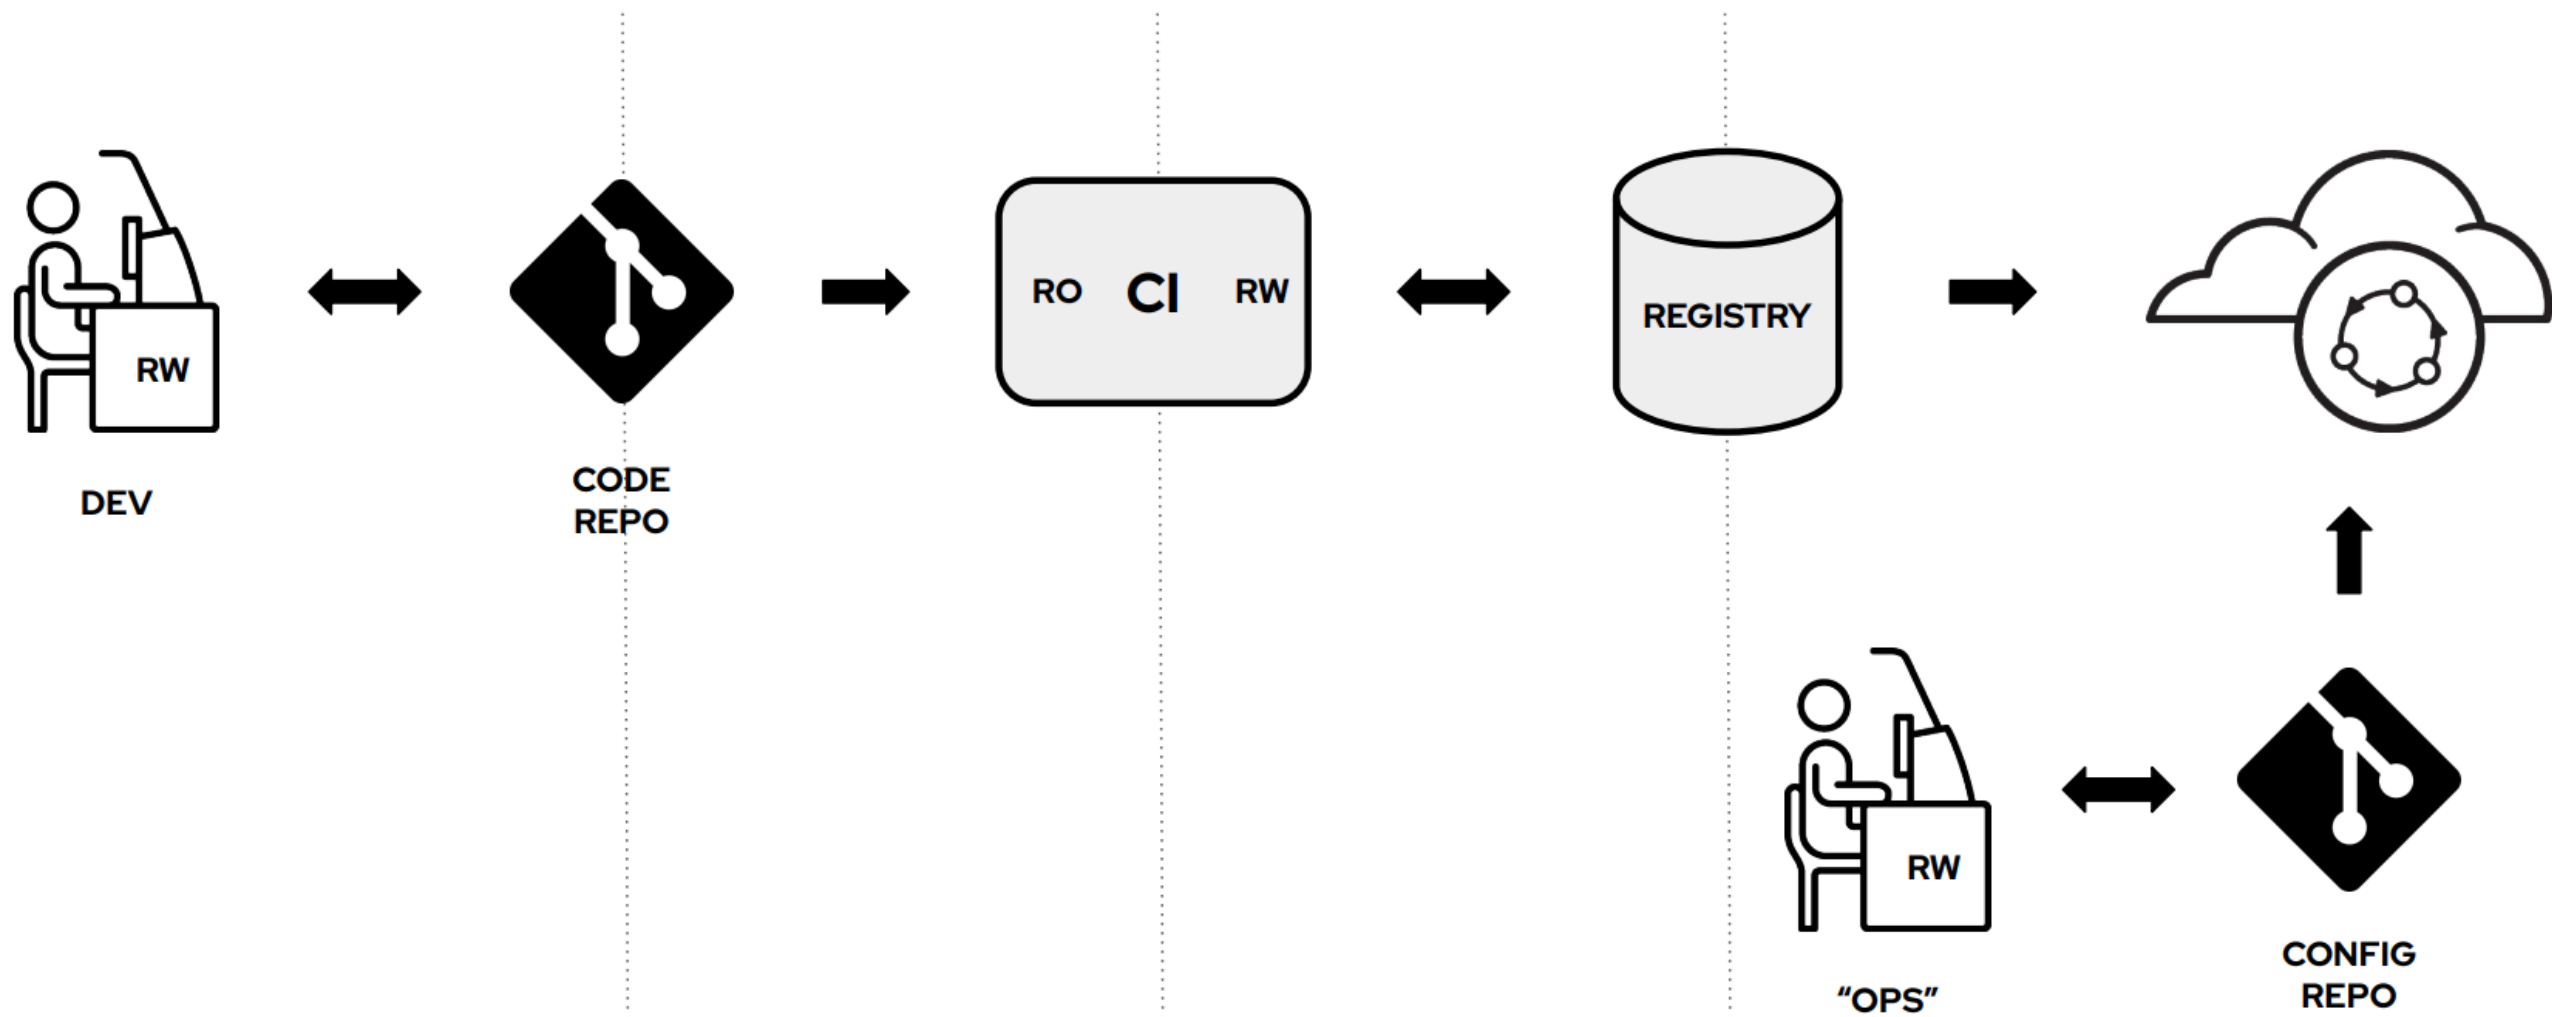 RW
DEV
CODE
REPO
RO CI RW
REGISTRY
RW
“OPS”
CONFIG
REPO